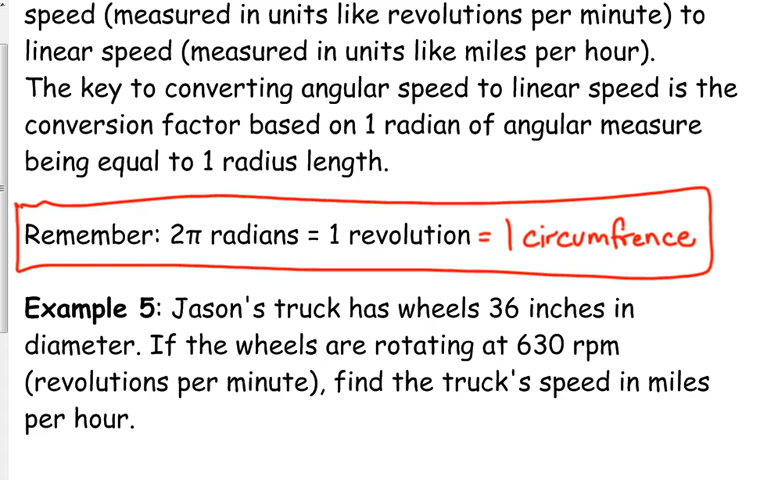 speed (measured in units like revolutions per minute) to
linear speed (measured in units like miles per hour).
The key to converting angular speed to linear speed is the
conversion factor based on 1 radian of angular measure
being equal to 1 radius length.
Remember: 2π radians = 1 revolution = 1 circumfrence
Example 5: Jason's truck has wheels 36 inches in
diameter. If the wheels are rotating at 630 rpm
(revolutions per minute), find the truck's speed in miles
per hour.